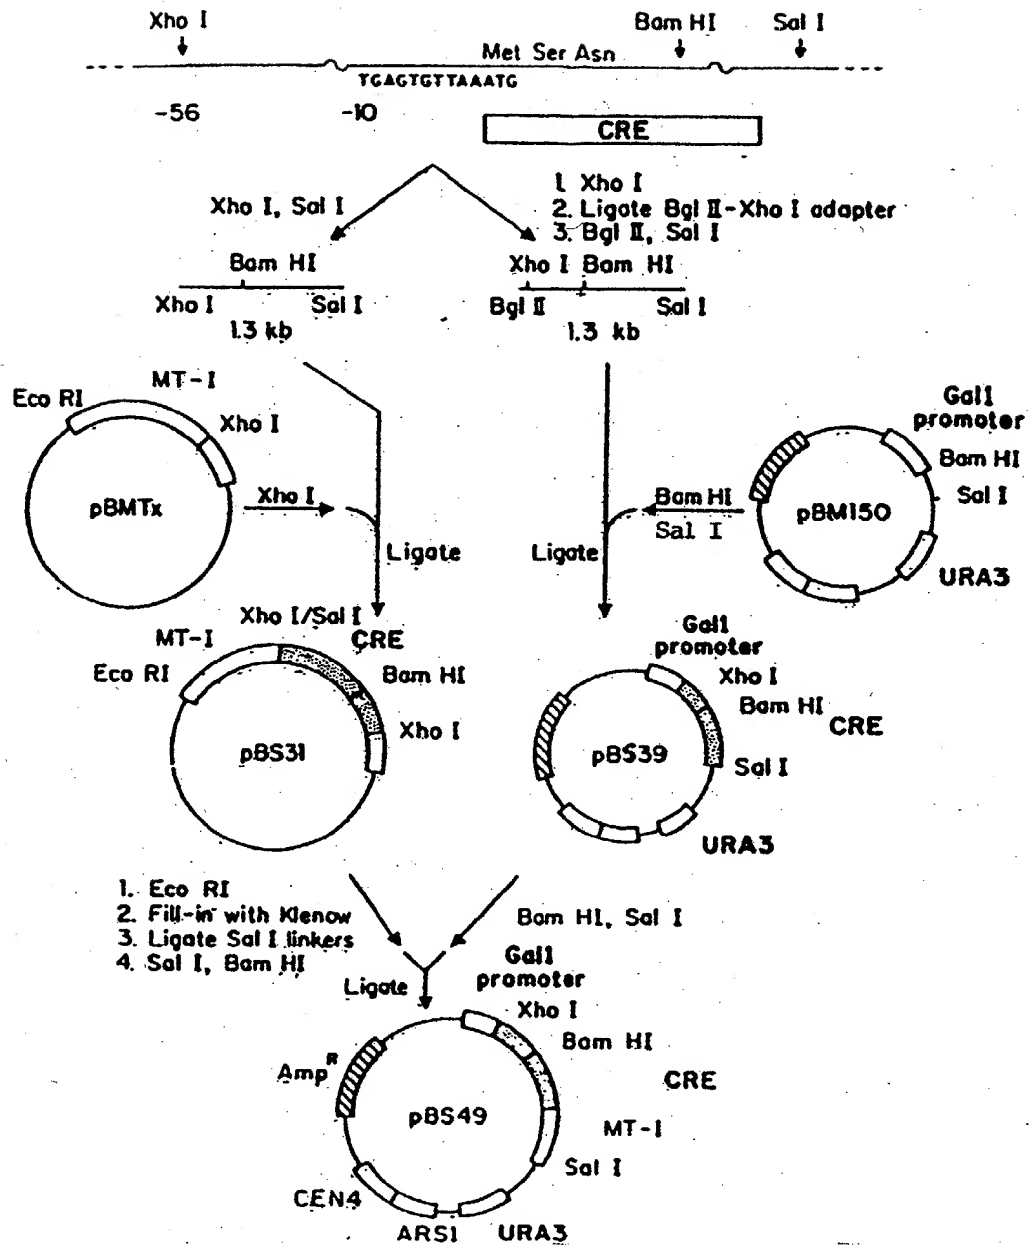 Xho I
Bam HI
Sal I
Met Ser Asn
TGAGTGTTAAATG
-56
-10
CRE
Xho I, Sal I
1. Xho I
2. Ligate Bgl II-Xho I adapter
3. Bgl II, Sal I
Bam HI
Xho I
Sal I
1.3 kb
Xho I Bam HI
Bgl II
Sal I
1.3 kb
Eco RI
MT-I
Xho I
pBMTx
Xho I
Ligate
Gal1
promoter
Bam HI
Sal I
pBM150
URA3
Bam HI
Sal I
Ligate
Xho I/Sal I
MT-I
CRE
Eco RI
Bam HI
Xho I
pBS31
Gal1
promoter
Xho I
Bam HI
CRE
pBS39
Sal I
URA3
1. Eco RI
2. Fill-in with Klenow
3. Ligate Sal I linkers
4. Sal I, Bam HI
Bam HI, Sal I
Ligate
Gal1
promoter
Xho I
Bam HI
Amp R
CRE
pBS49
MT-I
Sal I
CEN4
ARS1
URA3